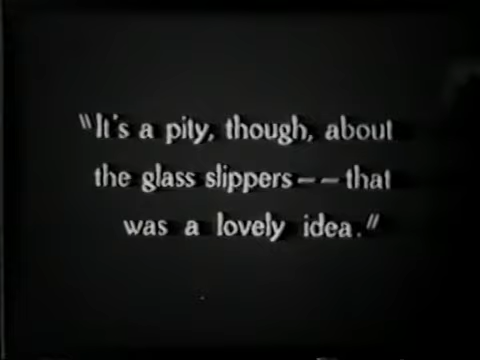 "It's a pity, though, about
the glass slippers -- that
was a lovely idea."